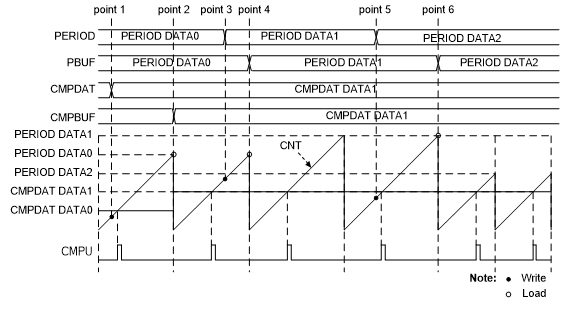 point 1 point 2 point 3 point 4 point 5 point 6
PERIOD PERIOD DATA0 PERIOD DATA1 PERIOD DATA2
PBUF PERIOD DATA0 PERIOD DATA1 PERIOD DATA2
CMPDAT CMPDAT DATA1
CMPBUF CMPDAT DATA1
PERIOD DATA1
PERIOD DATA0
CNT
PERIOD DATA2
CMPDAT DATA1
CMPDAT DATA0
CMPU
Note: Write
Load